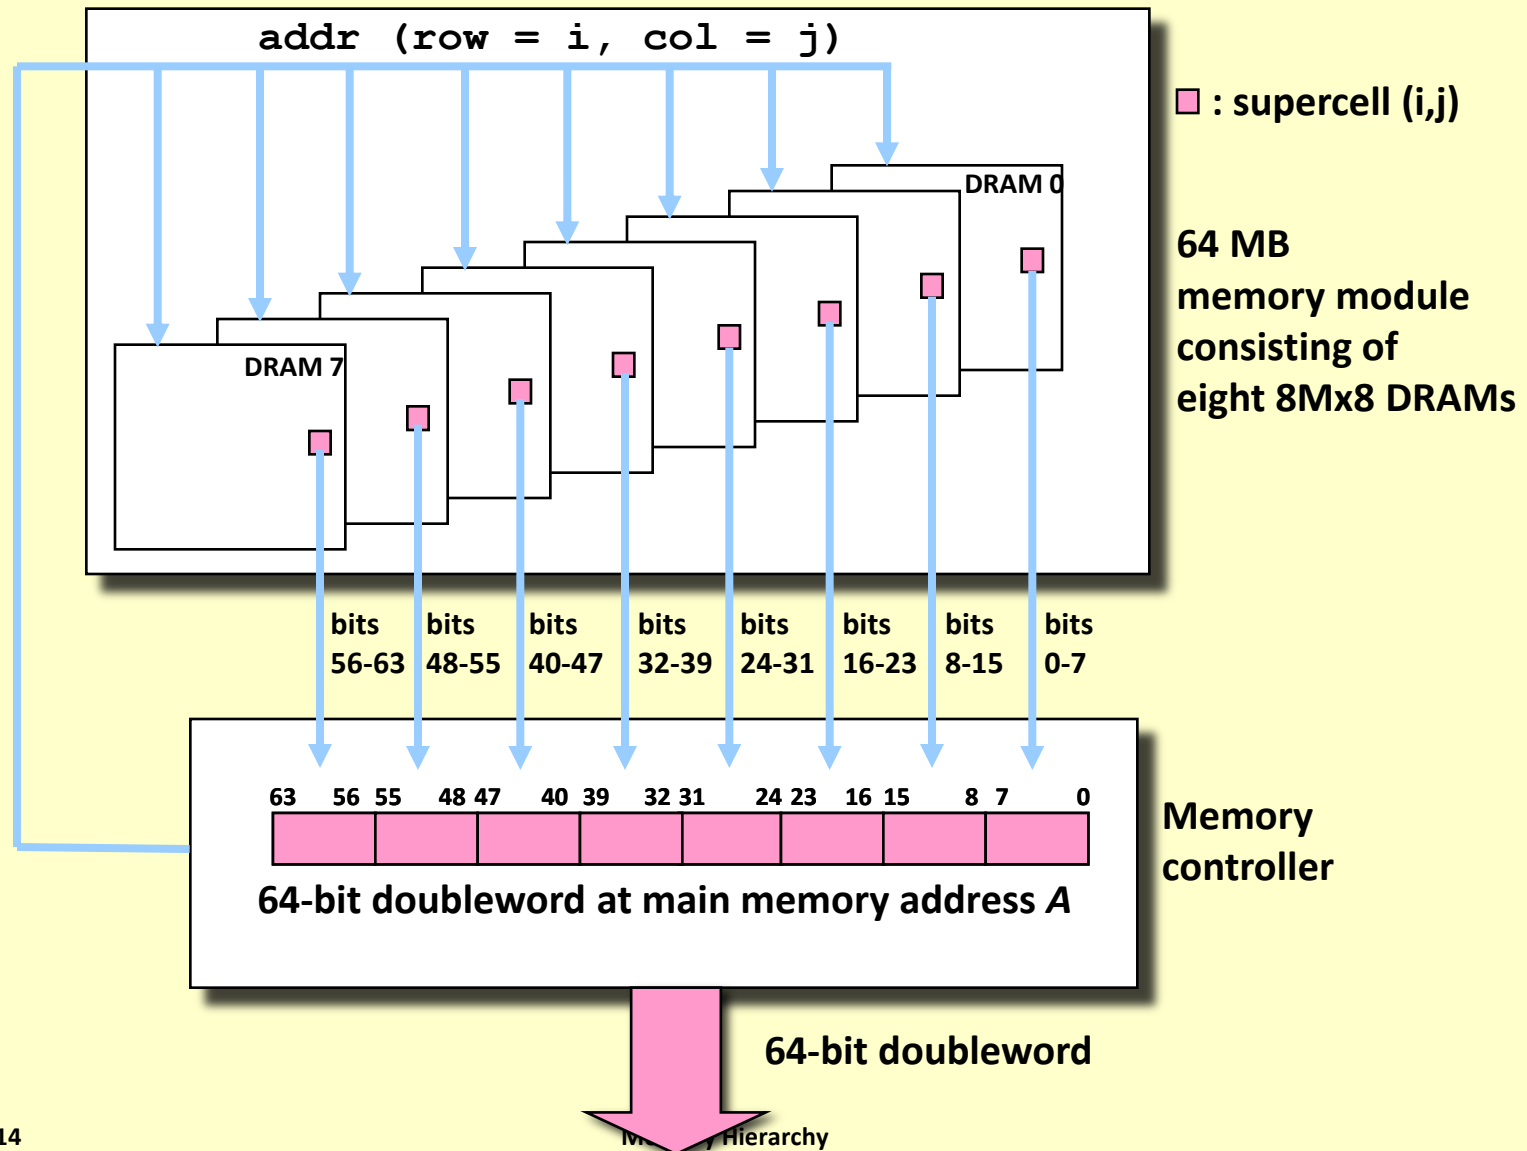 addr (row = i, col = j)
: supercell (i,j)
DRAM 0
64 MB
memory module
consisting of
eight 8Mx8 DRAMs
DRAM 7
bits bits bits bits bits bits bits bits
56-63 48-55 40-47 32-39 24-31 16-23 8-15 0-7
63 56 55 48 47 40 39 32 31 24 23 16 15 8 7 0
Memory
controller
64-bit doubleword at main memory address A
64-bit doubleword
14
Hierarchy